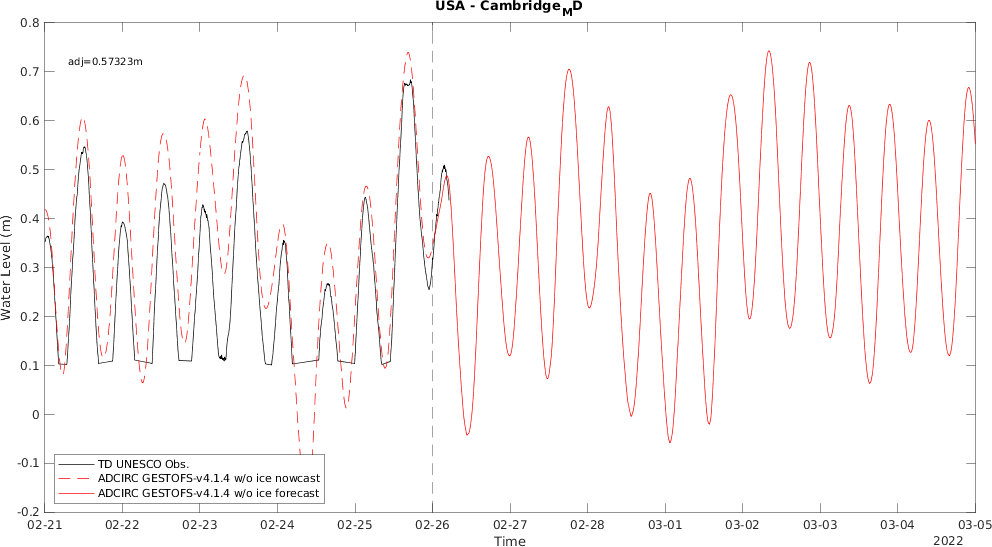 USA - Cambridge_MD
adj=0.57323m
0.8
0.7
0.6
0.5
0.4
0.3
0.2
0.1
0
-0.1
-0.2
Water Level (m)
TD UNESCO Obs.
ADCIRC GESTOFS-v4.1.4 w/o ice nowcast
ADCIRC GESTOFS-v4.1.4 w/o ice forecast
02-21 02-22 02-23 02-24 02-25 02-26 02-27 02-28 03-01 03-02 03-03 03-04 03-05
Time
2022